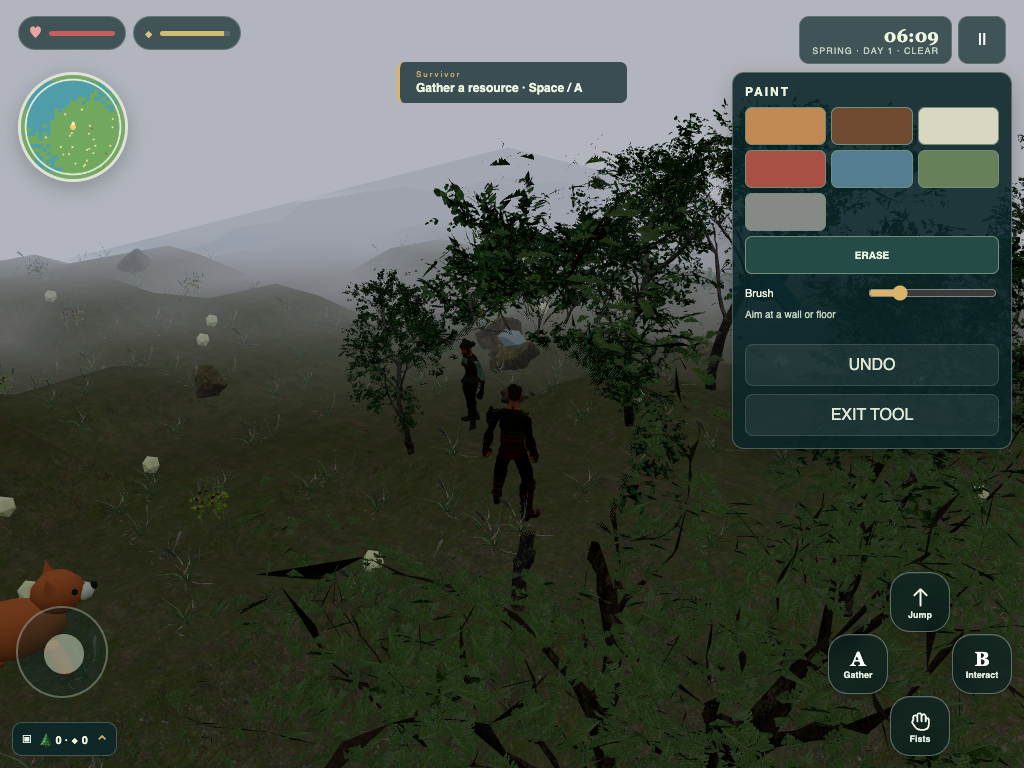 06:09
SPRING · DAY 1 · CLEAR
Survivor
Gather a resource · Space / A
PAINT
ERASE
Brush
Aim at a wall or floor
UNDO
EXIT TOOL
Jump
A
Gather
B
Interact
Fists
0 · ◆ 0